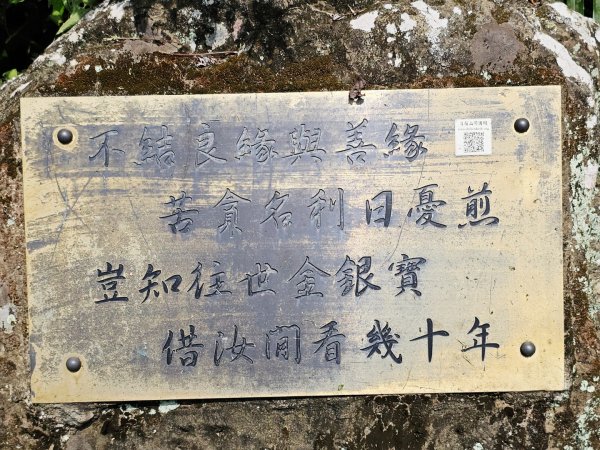 不結良緣與善緣
苦貪名利日憂煎
豈知往世金銀寶
借汝閒看幾十年